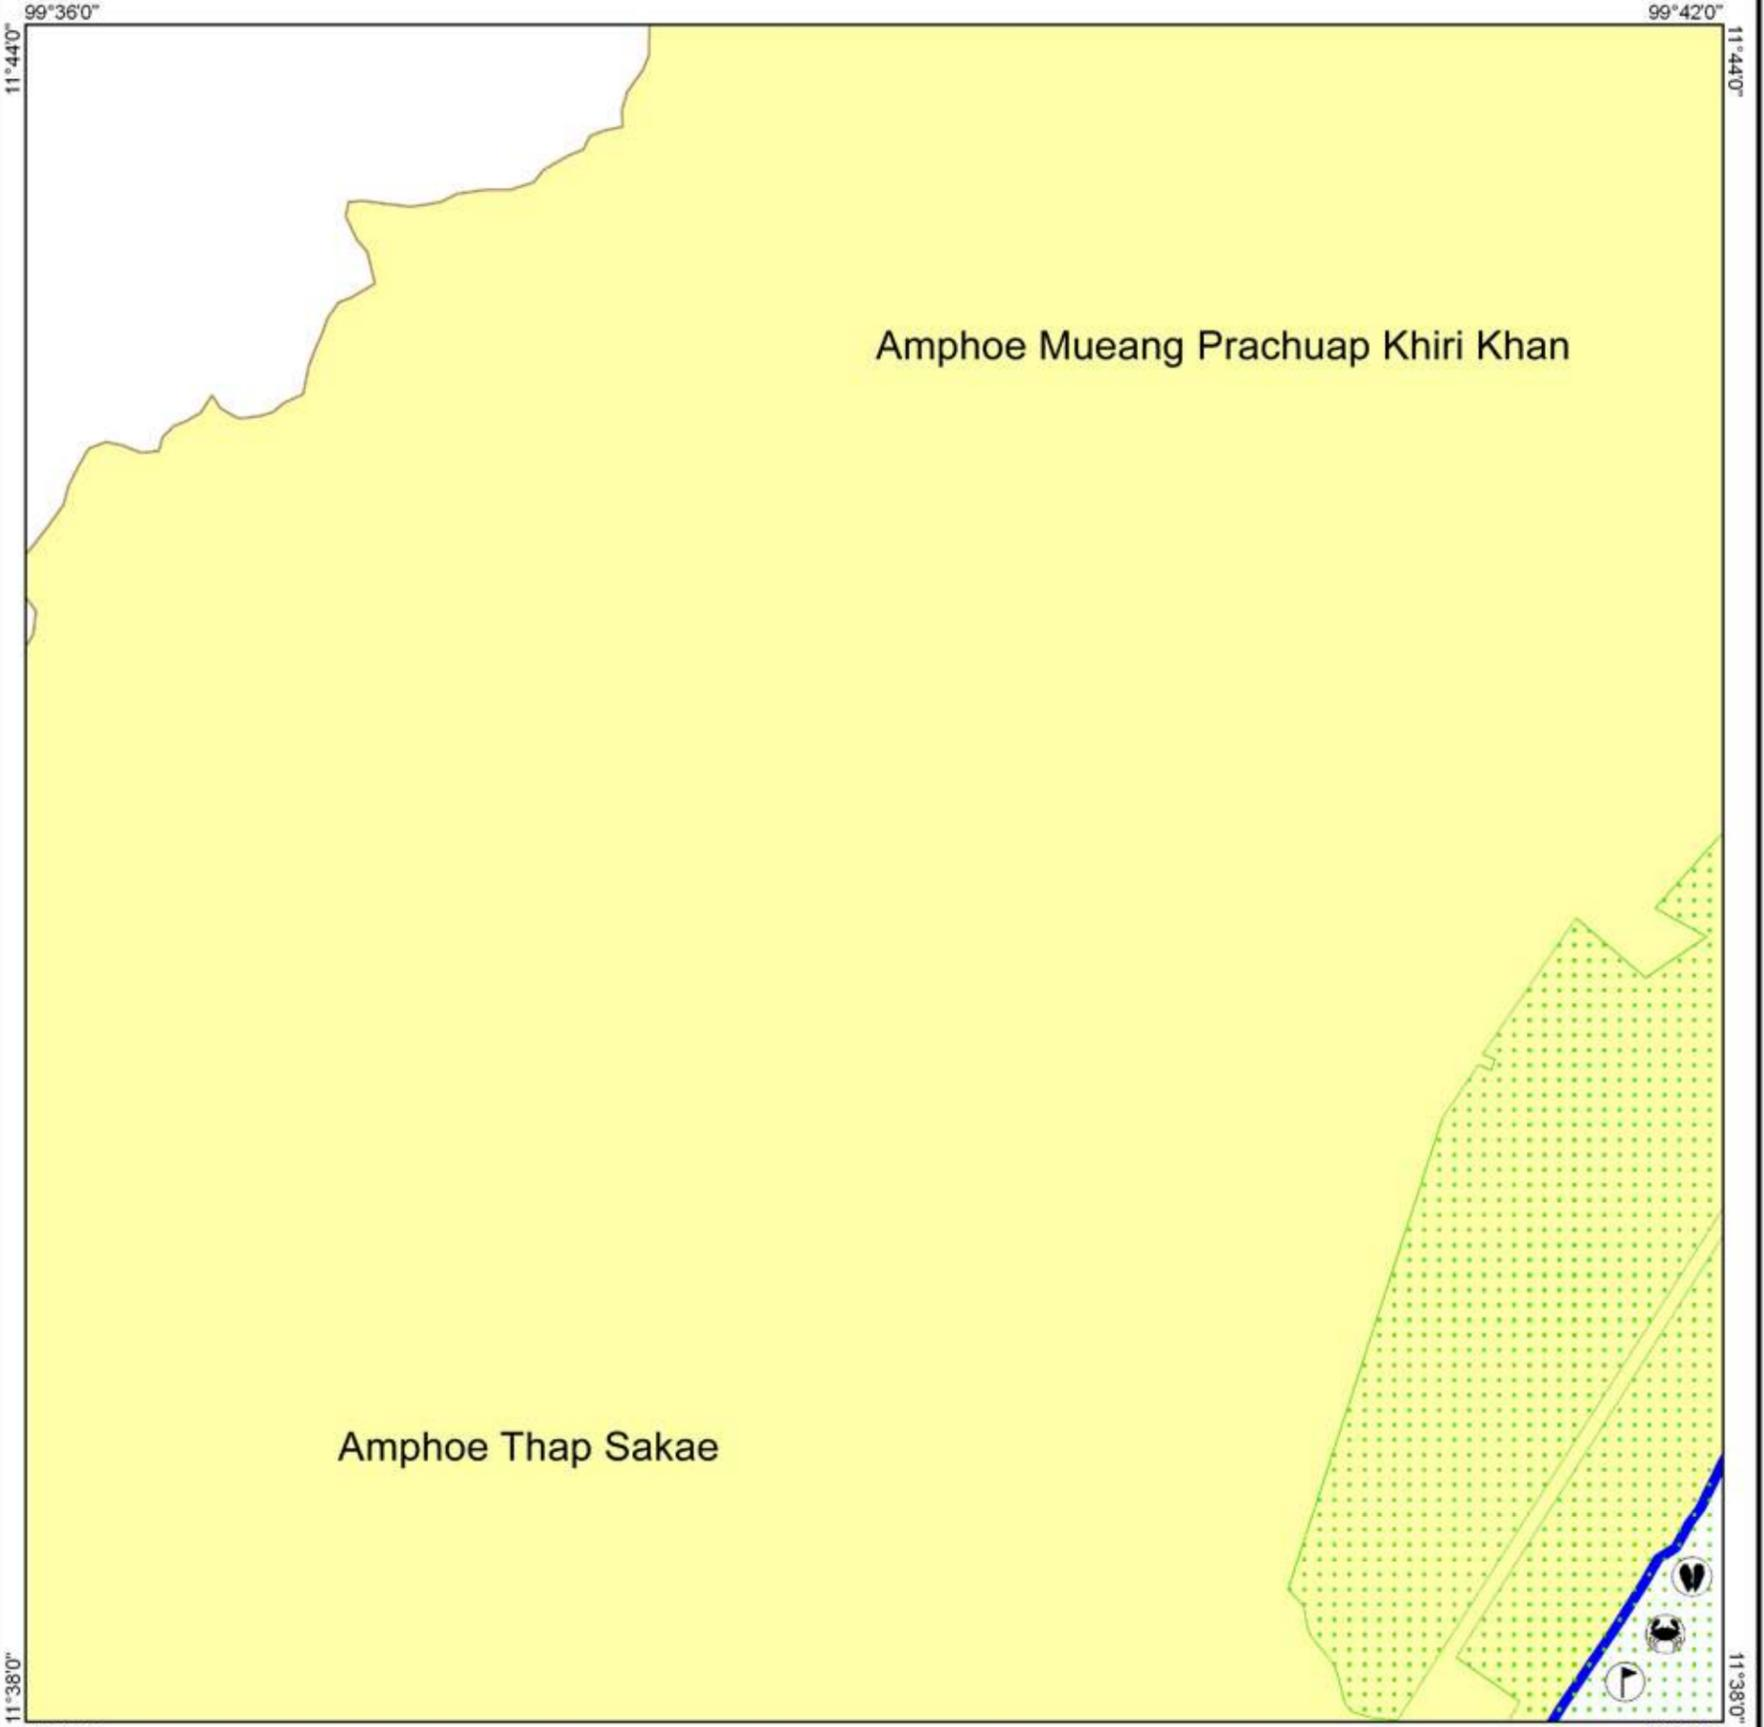 99°36'0" 99°42'0"
11°44'0" 11°44'0"
Amphoe Mueang Prachuap Khiri Khan
Amphoe Thap Sakae
11°38'0" 11°38'0"